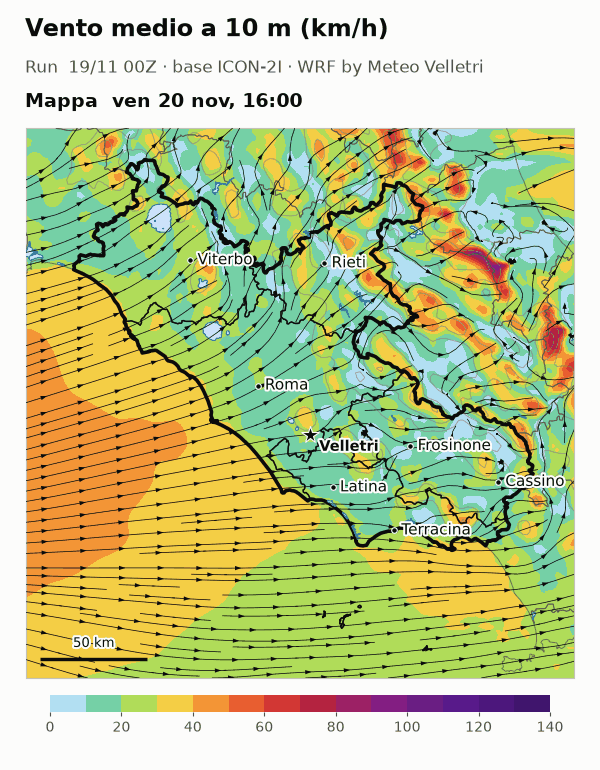 Vento medio a 10 m (km/h)
Run 19/11 00Z · base ICON-2I · WRF by Meteo Velletri
Mappa ven 20 nov, 16:00
Viterbo
Rieti
Roma
Velletri
Frosinone
Latina
Cassino
Terracina
50 km
0 20 40 60 80 100 120 140